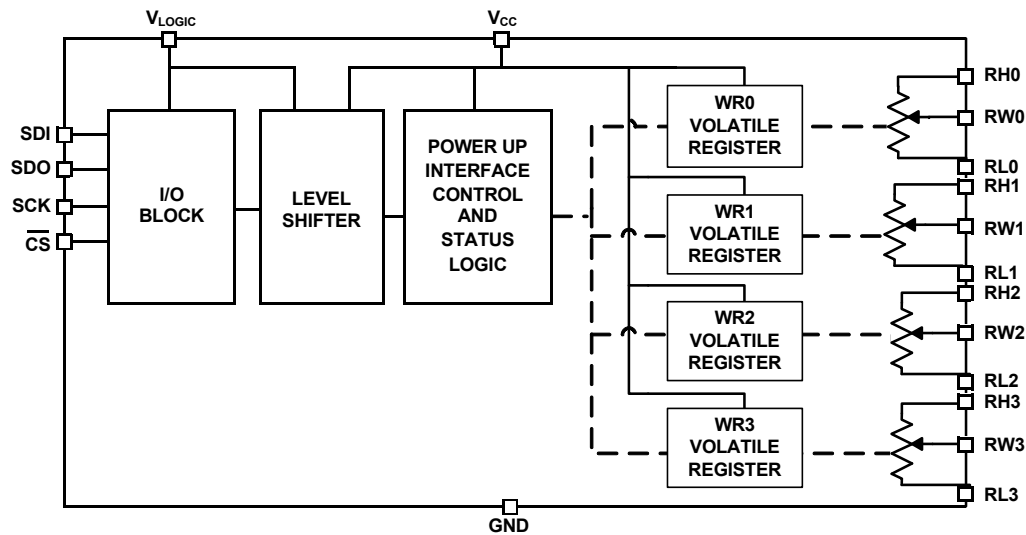 VLOGIC
VCC
SDI
SDO
SCK
CS
I/O
BLOCK
LEVEL
SHIFTER
POWER UP
INTERFACE
CONTROL
AND
STATUS
LOGIC
WR0
VOLATILE
REGISTER
WR1
VOLATILE
REGISTER
WR2
VOLATILE
REGISTER
WR3
VOLATILE
REGISTER
RH0
RW0
RL0
RH1
RW1
RL1
RH2
RW2
RL2
RH3
RW3
RL3
GND